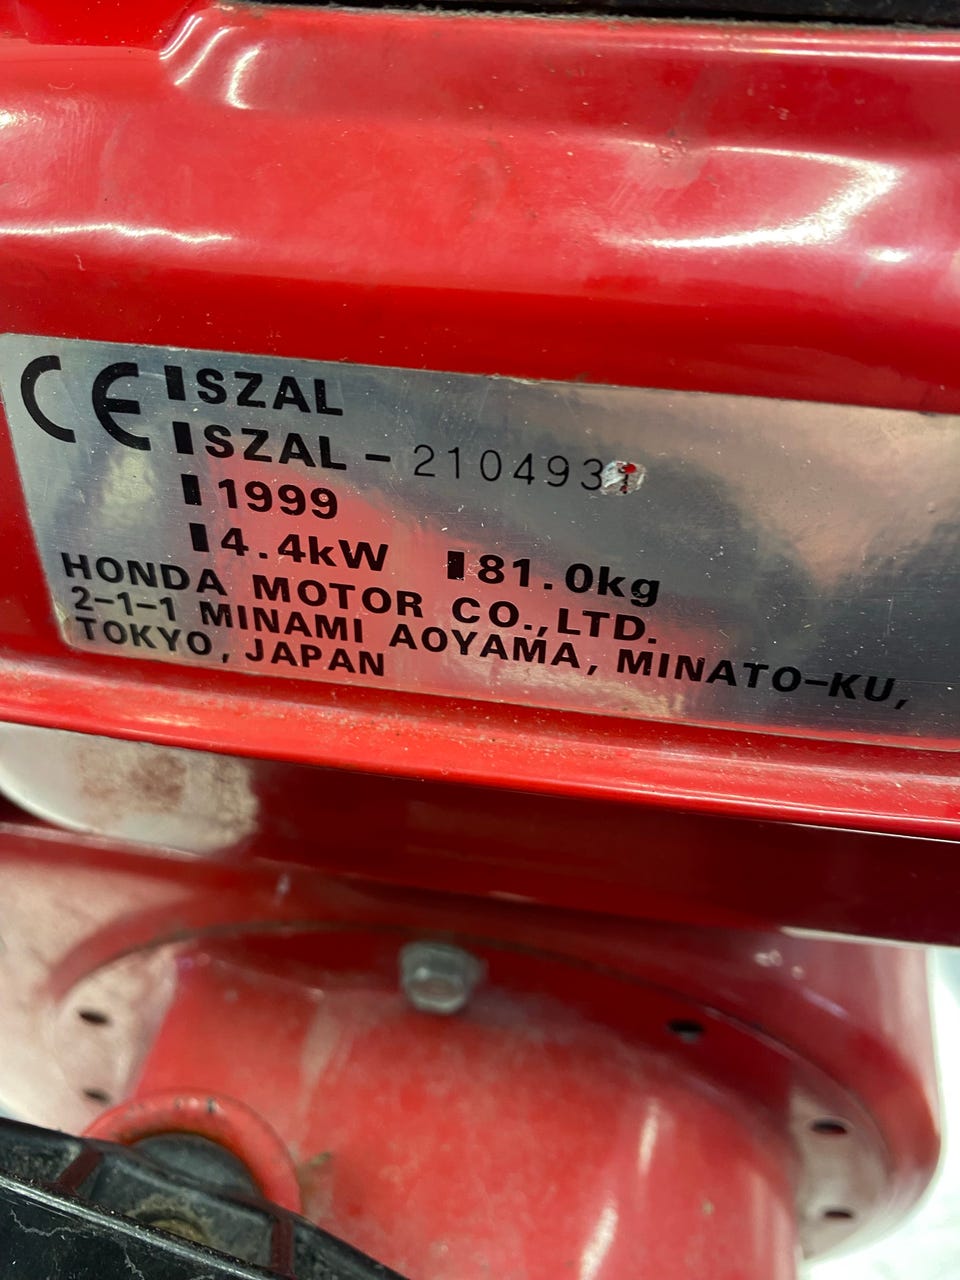 CE SZAL
SZAL-210493
1999
4.4kW 81.0kg
HONDA MOTOR CO.,LTD.
2-1-1 MINAMI AOYAMA, MINATO-KU,
TOKYO, JAPAN